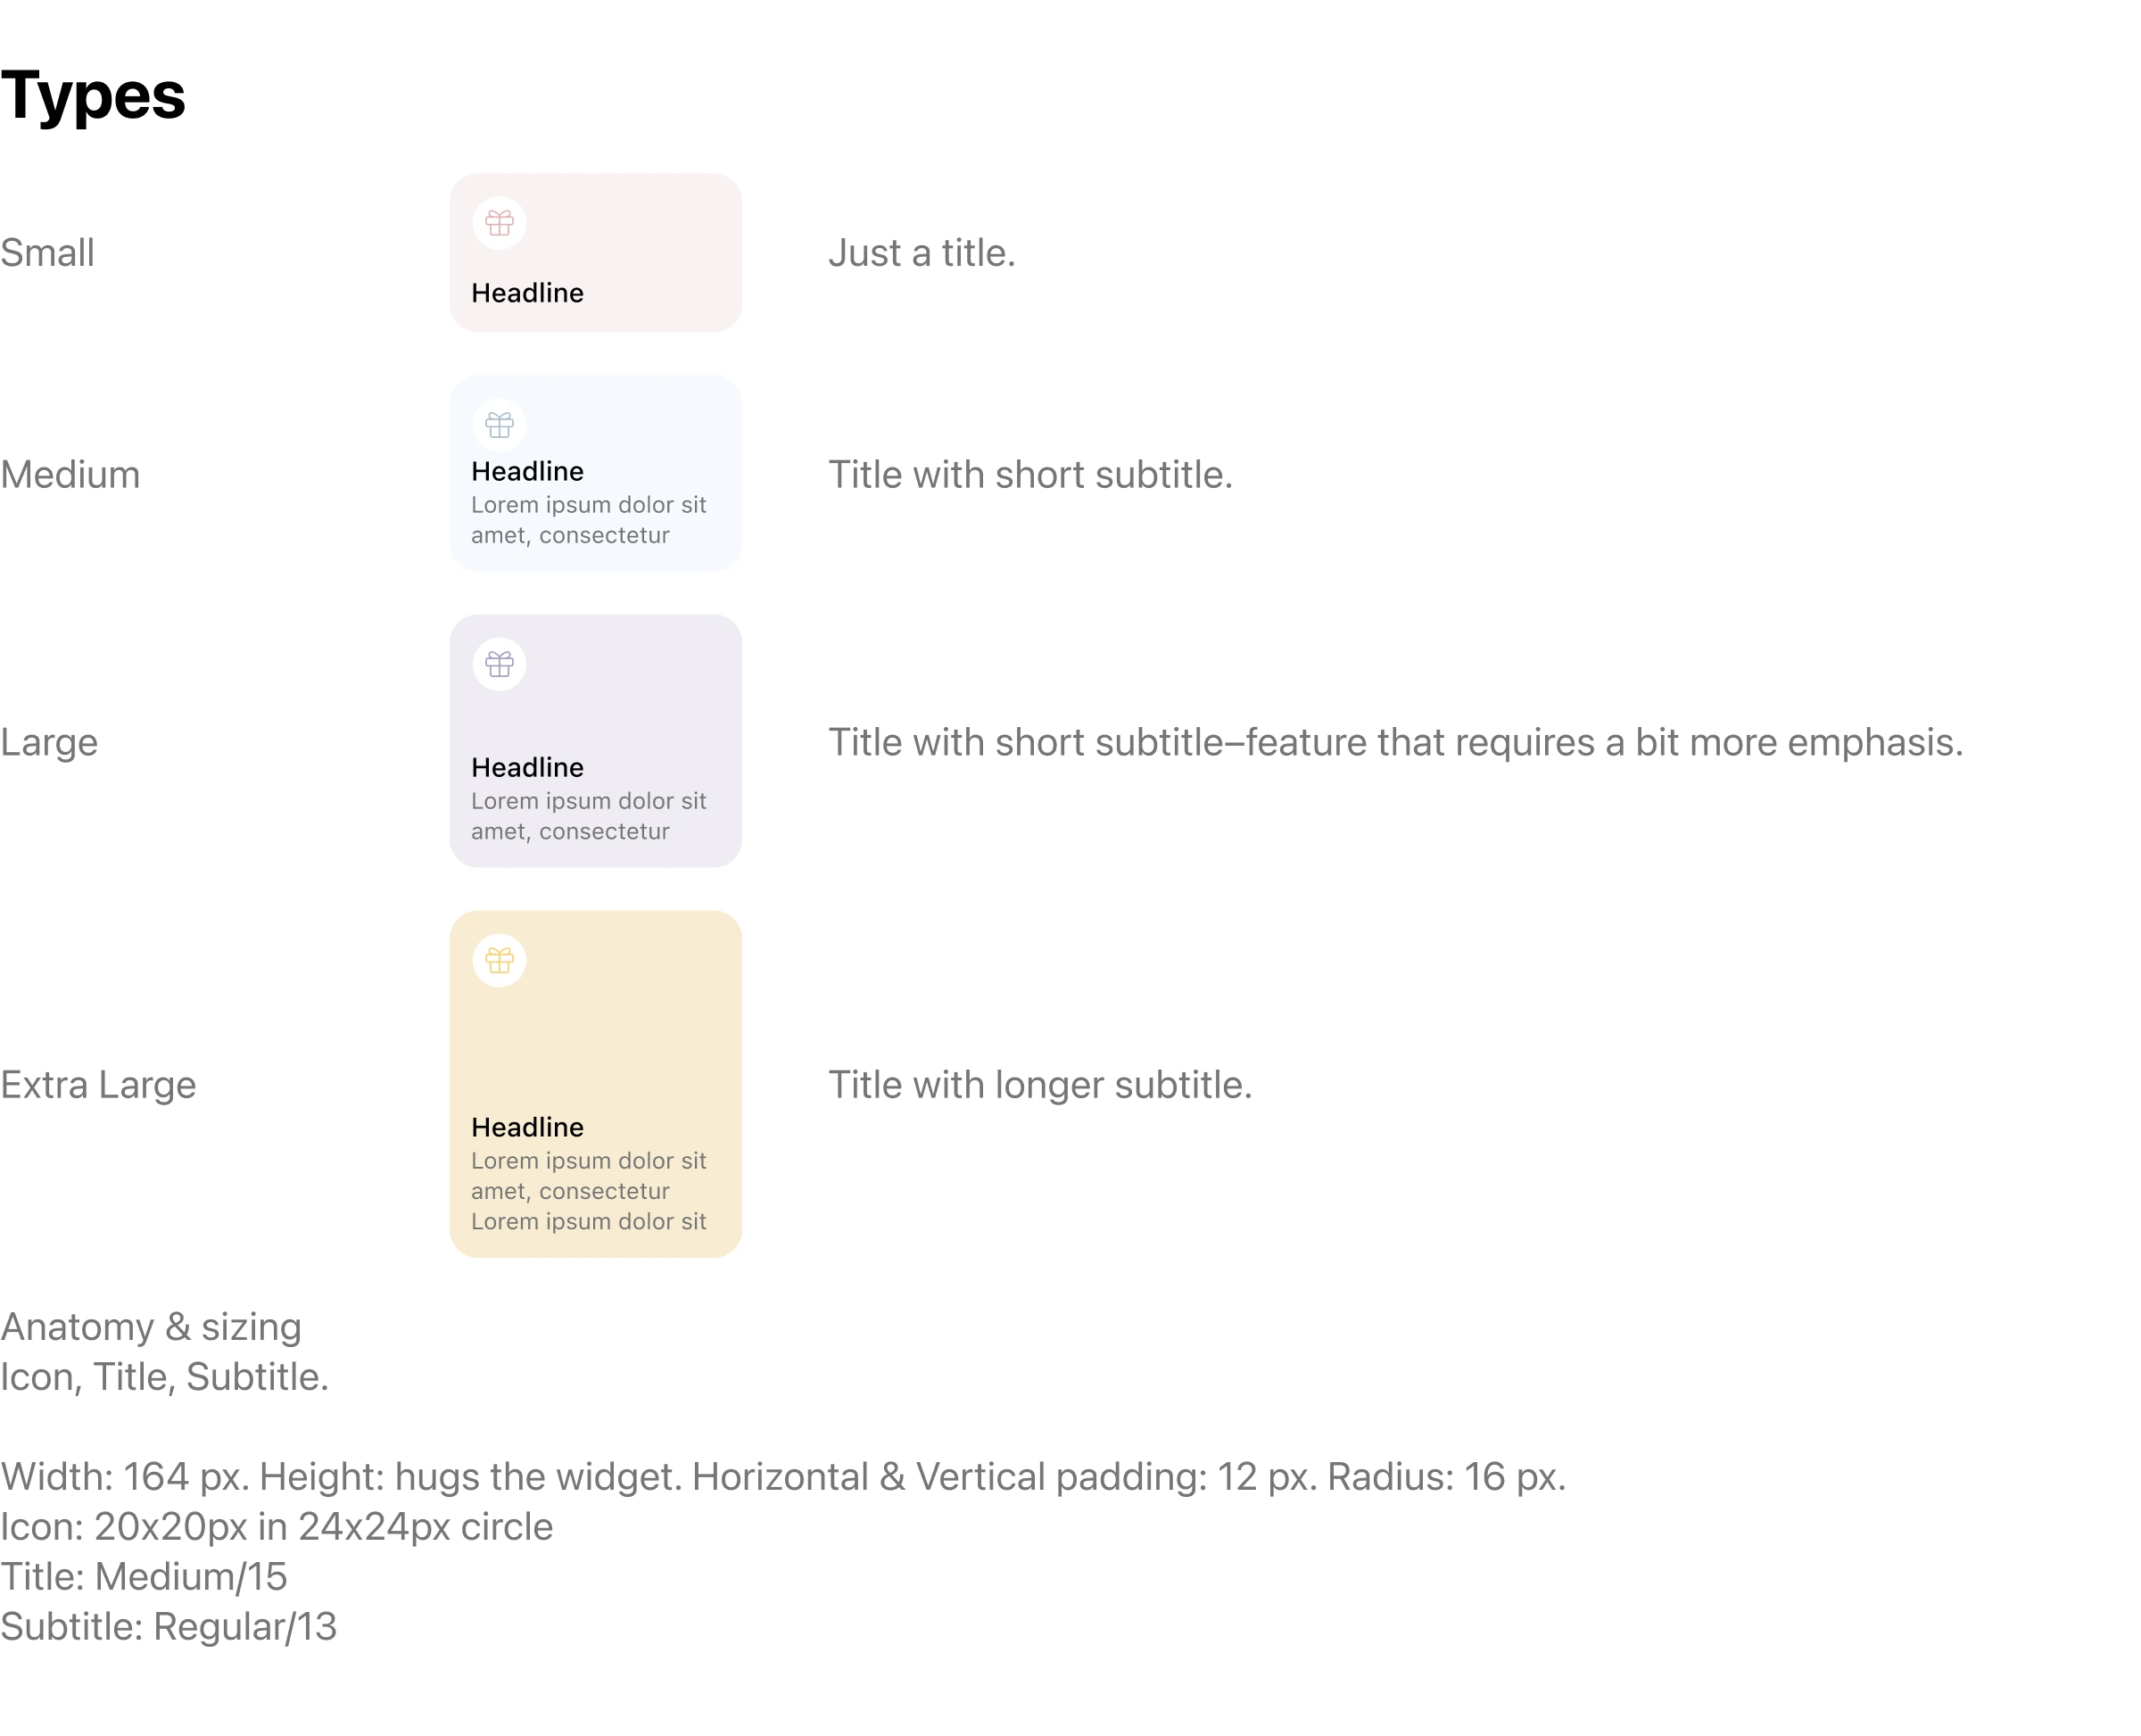 Types
Small
Headline
Just a title.
Medium
Headline
Lorem ipsum dolor sit
amet, consectetur
Title with short subtitle.
Large
Headline
Lorem ipsum dolor sit
amet, consectetur
Title with short subtitle–feature that requires a bit more emphasis.
Extra Large
Headline
Lorem ipsum dolor sit
amet, consectetur
Lorem ipsum dolor sit
Title with longer subtitle.
Anatomy & sizing
Icon, Title, Subtitle.
Width: 164 px. Height: hugs the widget. Horizontal & Vertical padding: 12 px. Radius: 16 px.
Icon: 20x20px in 24x24px circle
Title: Medium/15
Subtitle: Regular/13